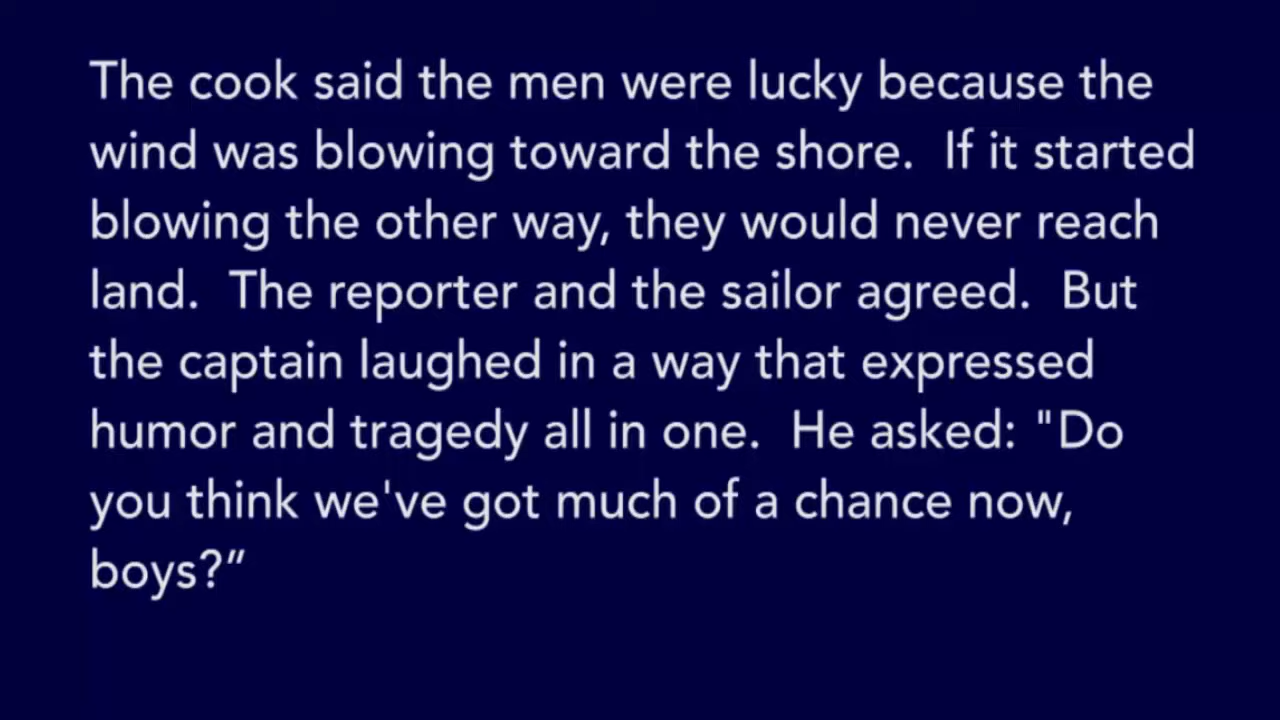 The cook said the men were lucky because the
wind was blowing toward the shore.  If it started
blowing the other way, they would never reach
land.  The reporter and the sailor agreed.  But
the captain laughed in a way that expressed
humor and tragedy all in one.  He asked: "Do
you think we've got much of a chance now,
boys?”